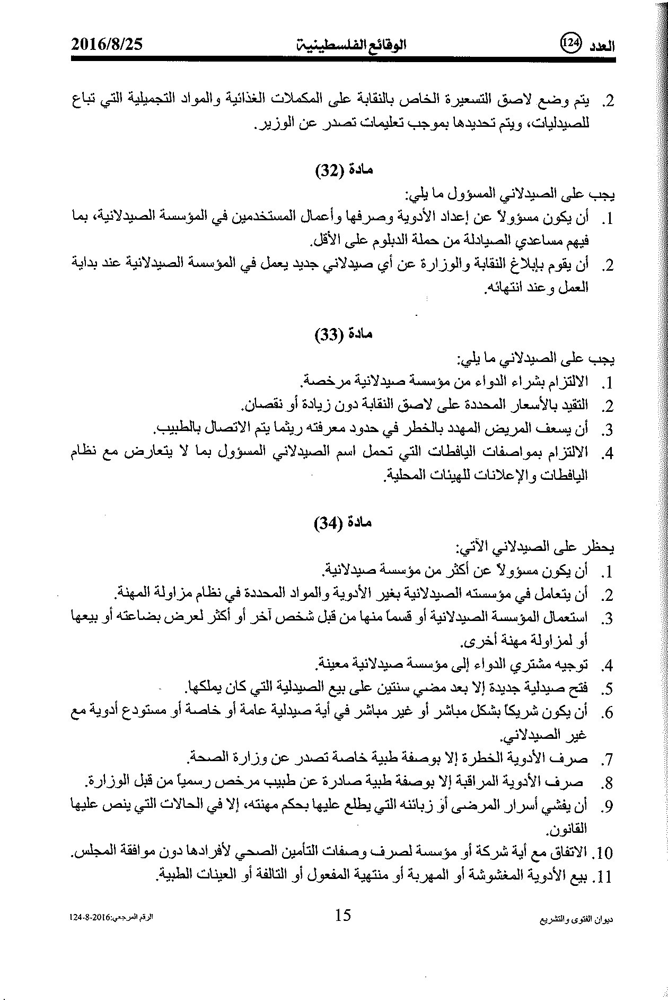 العدد 124 الوقائع الفلسطينية 2016/8/25
2. يتم وضع لاصق التسعيرة الخاص بالنقابة على المكملات الغذائية والمواد التجميلية التي تباع
للصيدليات، ويتم تحديدها بموجب تعليمات تصدر عن الوزير.
مادة (32)
يجب على الصيدلاني المسؤول ما يلي:
1. أن يكون مسؤولاً عن إعداد الأدوية وصرفها وأعمال المستخدمين في المؤسسة الصيدلانية، بما
فيهم مساعدي الصيادلة من حملة الدبلوم على الأقل.
2. أن يقوم بإبلاغ النقابة والوزارة عن أي صيدلاني جديد يعمل في المؤسسة الصيدلانية عند بداية
العمل وعند انتهائه.
مادة (33)
يجب على الصيدلاني ما يلي:
1. الالتزام بشراء الدواء من مؤسسة صيدلانية مرخصة.
2. التقيد بالأسعار المحددة على لاصق النقابة دون زيادة أو نقصان.
3. أن يسعف المريض المهدد بالخطر في حدود معرفته ريثما يتم الاتصال بالطبيب.
4. الالتزام بمواصفات اليافطات التي تحمل اسم الصيدلاني المسؤول بما لا يتعارض مع نظام
اليافطات والإعلانات للهيئات المحلية.
مادة (34)
يحظر على الصيدلاني الآتي:
1. أن يكون مسؤولاً عن أكثر من مؤسسة صيدلانية.
2. أن يتعامل في مؤسسته الصيدلانية بغير الأدوية والمواد المحددة في نظام مزاولة المهنة.
3. استعمال المؤسسة الصيدلانية أو قسماً منها من قبل شخص آخر أو أكثر لعرض بضاعته أو بيعها
أو لمزاولة مهنة أخرى.
4. توجيه مشتري الدواء إلى مؤسسة صيدلانية معينة.
5. فتح صيدلية جديدة إلا بعد مضي سنتين على بيع الصيدلية التي كان يملكها.
6. أن يكون شريكاً بشكل مباشر أو غير مباشر في أية صيدلية عامة أو خاصة أو مستودع أدوية مع
غير الصيدلاني.
7. صرف الأدوية الخطرة إلا بوصفة طبية خاصة تصدر عن وزارة الصحة.
8. صرف الأدوية المراقبة إلا بوصفة طبية صادرة عن طبيب مرخص رسمياً من قبل الوزارة.
9. أن يفشي أسرار المرضى أو زبائنه التي يطلع عليها بحكم مهنته، إلا في الحالات التي ينص عليها
القانون.
10. الاتفاق مع أية شركة أو مؤسسة لصرف وصفات التأمين الصحي لأفرادها دون موافقة المجلس.
11. بيع الأدوية المغشوشة أو المهربة أو منتهية المفعول أو التالفة أو العينات الطبية.
ديوان الفتوى والتشريع 15 الرقم المرجعي:2016-8-124